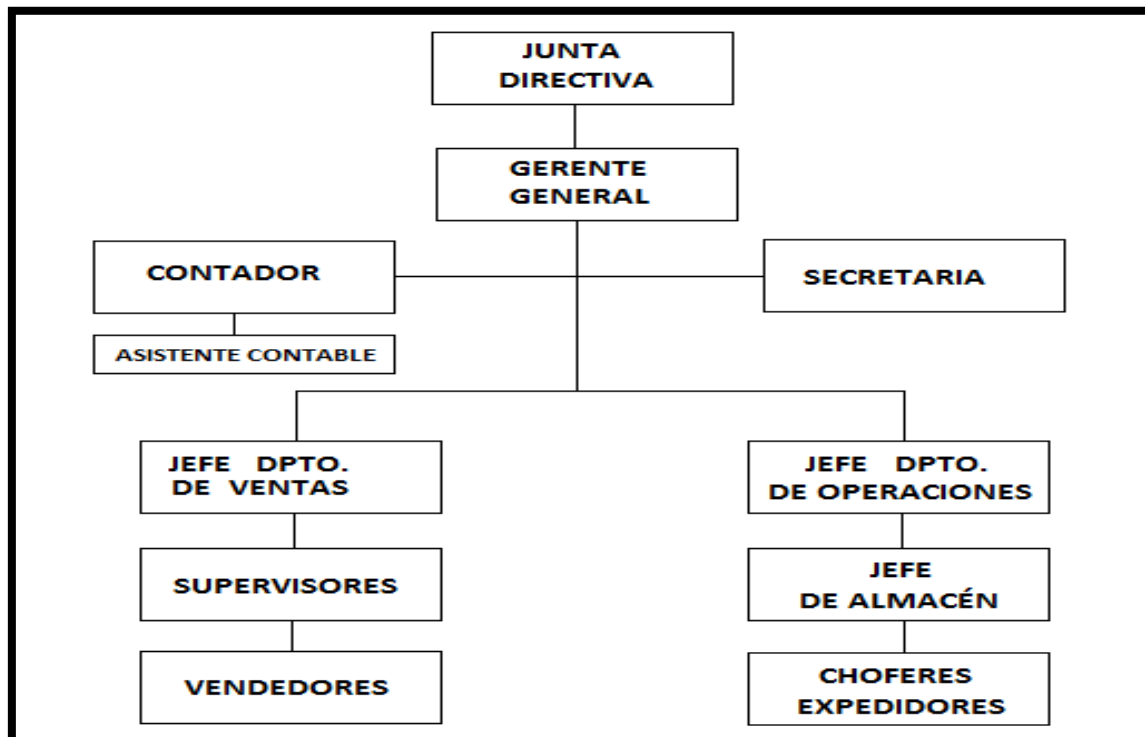 JUNTA
DIRECTIVA
GERENTE
GENERAL
CONTADOR
SECRETARIA
ASISTENTE CONTABLE
JEFE DPTO.
DE VENTAS
JEFE DPTO.
DE OPERACIONES
SUPERVISORES
JEFE
DE ALMACÉN
VENDEDORES
CHOFERES
EXPEDIDORES